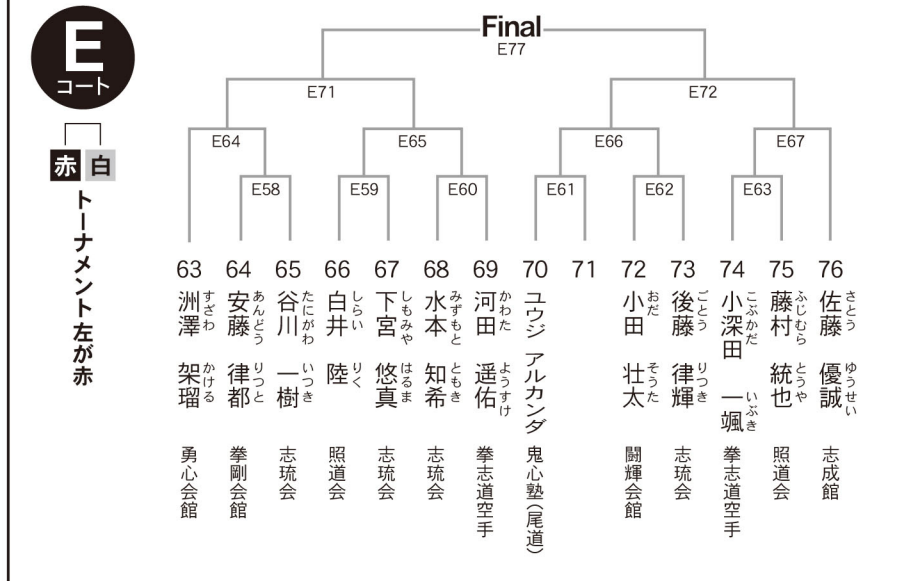 E
コート
赤 白
トーナメント左が赤
Final
E77
E71
E72
E64
E65
E66
E67
E58
E59
E60
E61
E62
E63
63
洲澤 架瑠
すざわ かける
勇心会館
64
安藤 律都
あんどう りつと
拳剛会館
65
谷川 一樹
たにがわ いつき
志琉会
66
白井 陸
しらい りく
照道会
67
下宮 悠真
しもみや はるま
志琉会
68
水本 知希
みずもと ともき
志琉会
69
河田 遥佑
かわた ようすけ
拳志道空手
70
ユウジ アルカンダ
鬼心塾(尾道)
71
72
小田 壮太
おだ そうた
闘輝会館
73
後藤 律輝
ごとう りつき
志琉会
74
小深田 一颯
こぶかだ いぶき
拳志道空手
75
藤村 統也
ふじむら とうや
照道会
76
佐藤 優誠
さとう ゆうせい
志成館